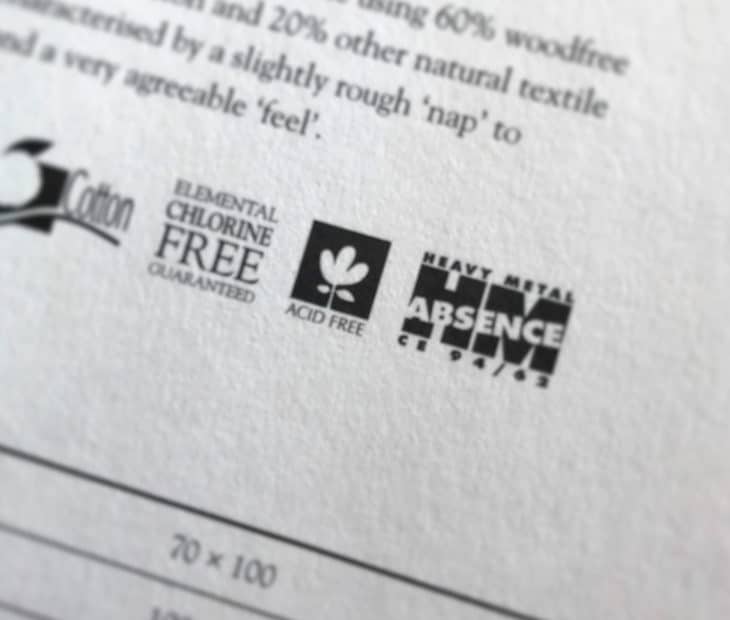 using 60% woodfree
and 20% other natural textile
characterised by a slightly rough ‘nap’ to
and a very agreeable ‘feel’.
Cotton
ELEMENTAL
CHLORINE
FREE
GUARANTEED
ACID FREE
HEAVY METAL
HM
ABSENCE
CE 94/62
70 × 100